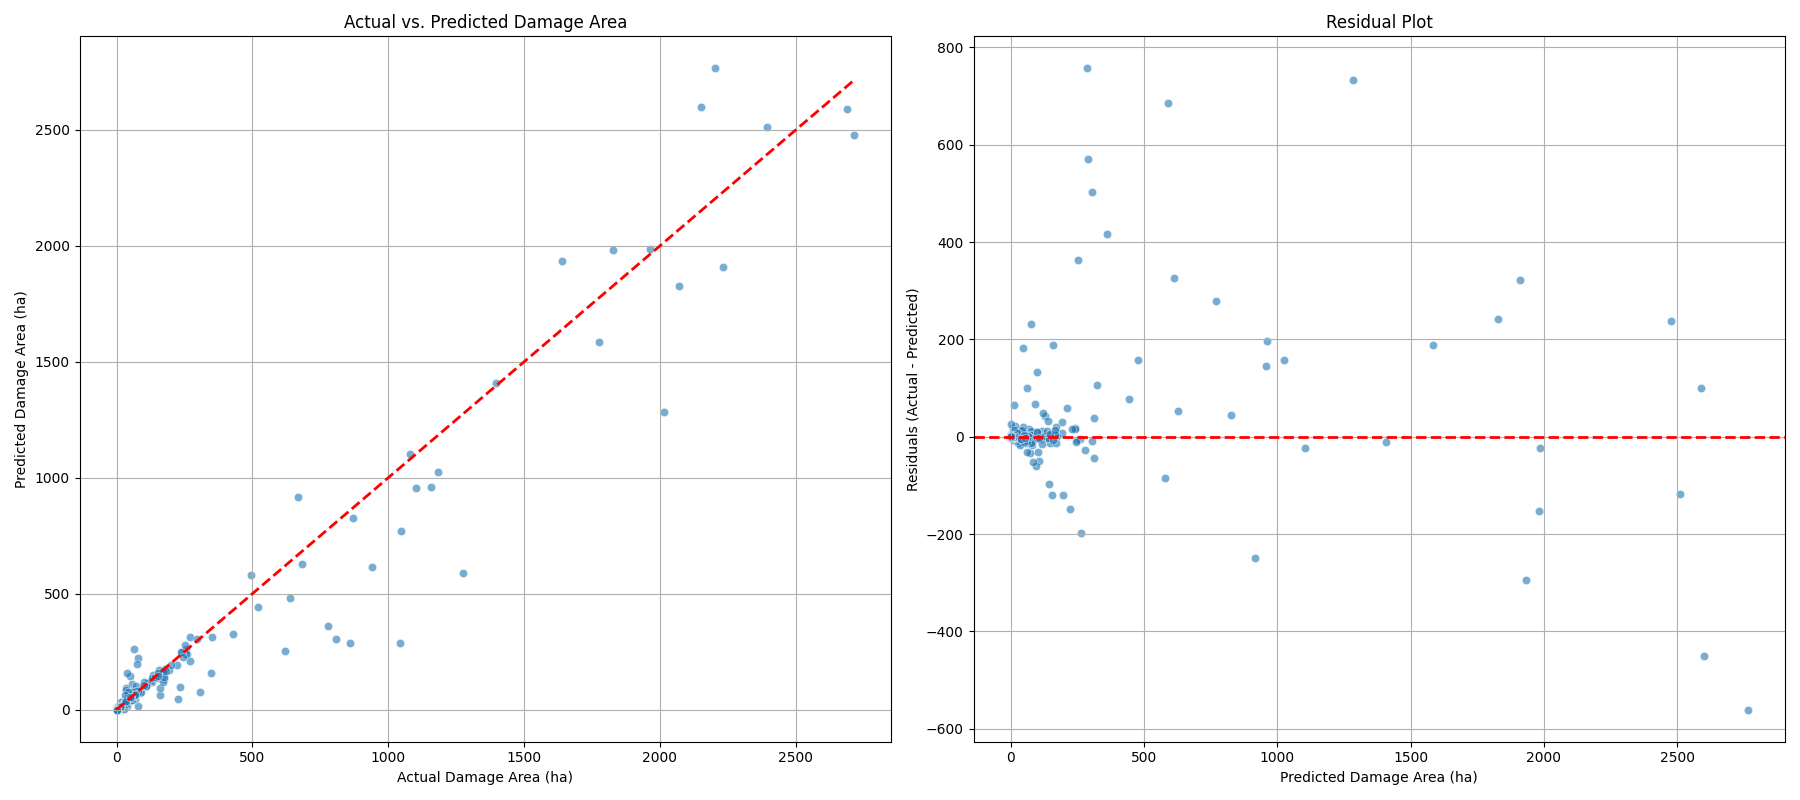 Actual vs. Predicted Damage Area
Predicted Damage Area (ha)
2500
2000
1500
1000
500
0
0 500 1000 1500 2000 2500
Actual Damage Area (ha)
Residual Plot
Residuals (Actual - Predicted)
800
600
400
200
0
−200
−400
−600
0 500 1000 1500 2000 2500
Predicted Damage Area (ha)